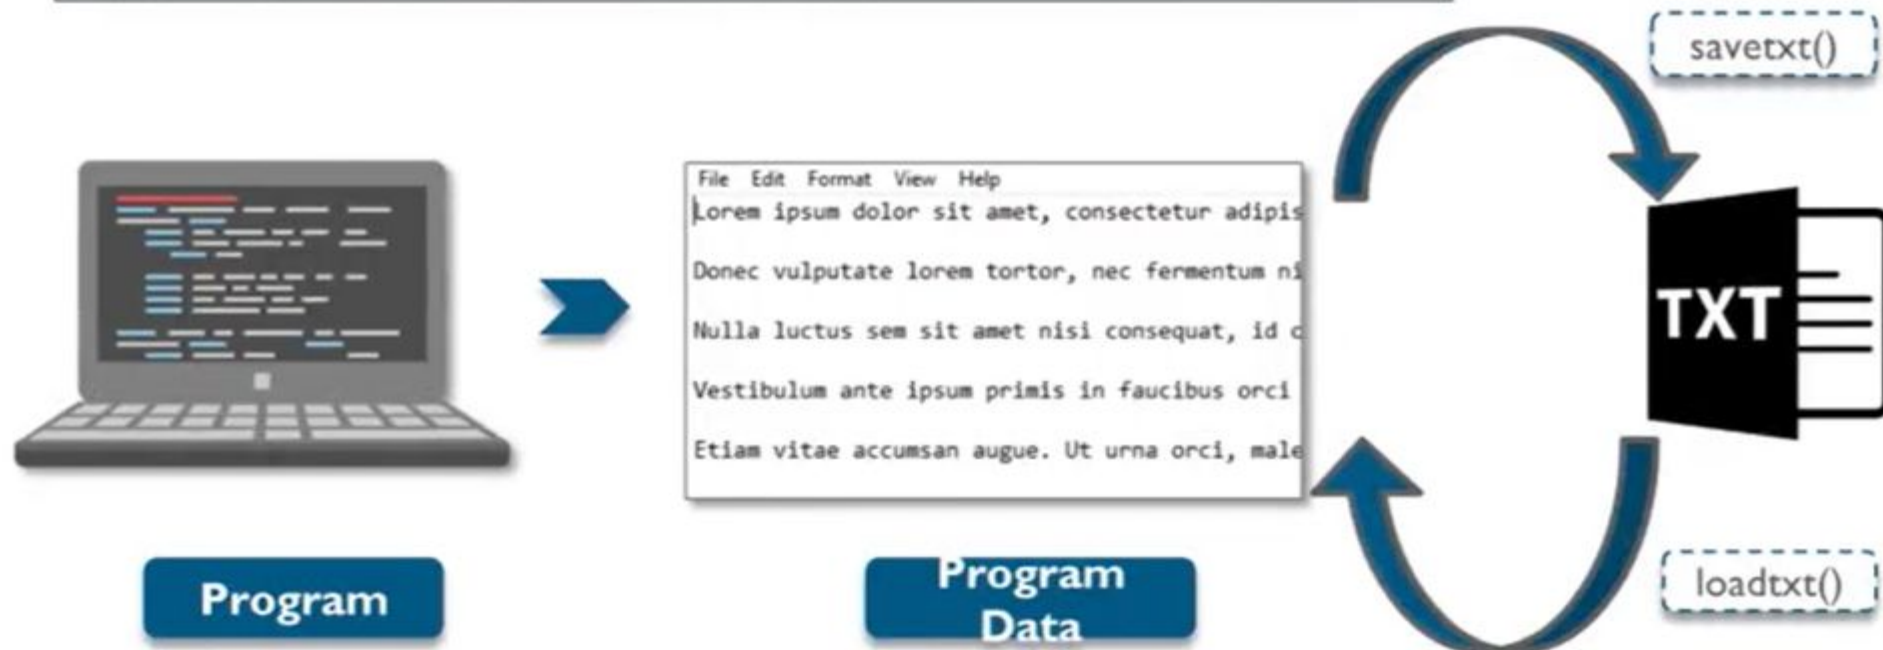 savetxt()
File Edit Format View Help
Lorem ipsum dolor sit amet, consectetur adipis
Donec vulputate lorem tortor, nec fermentum ni
Nulla luctus sem sit amet nisi consequat, id c
Vestibulum ante ipsum primis in faucibus orci
Etiam vitae accumsan augue. Ut urna orci, male
TXT
Program
Program
Data
loadtxt()